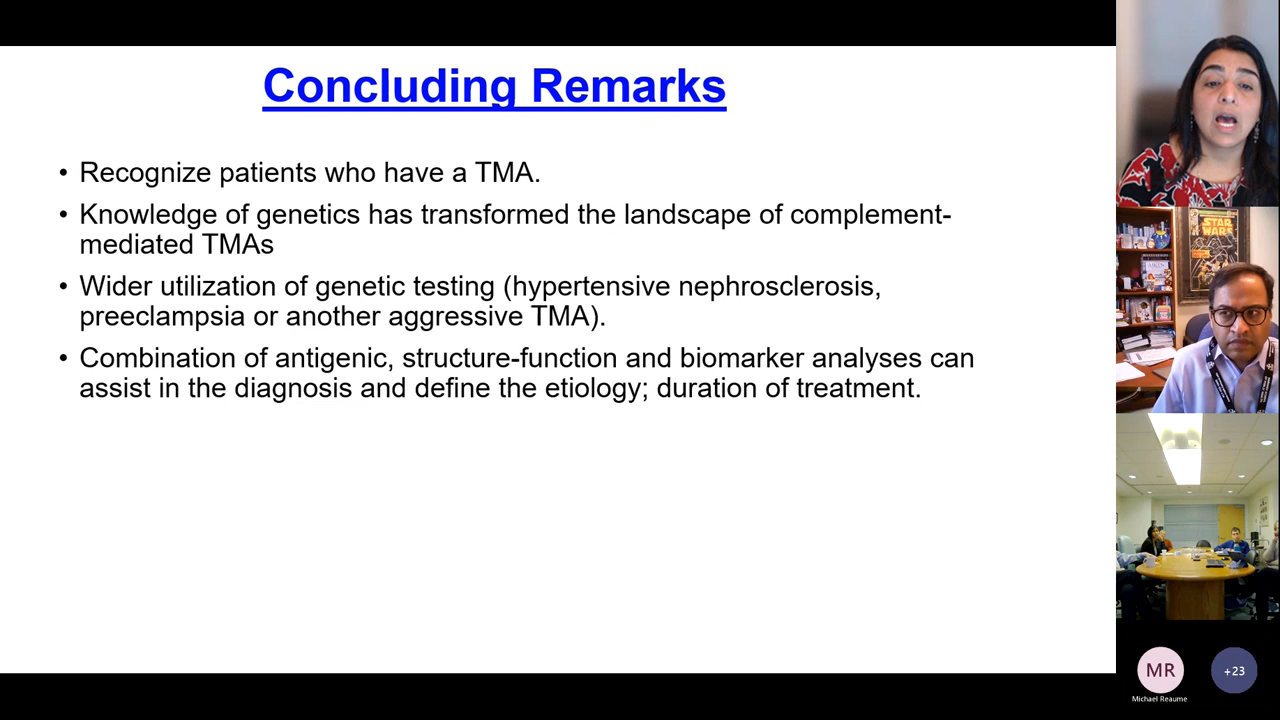 Concluding Remarks
• Recognize patients who have a TMA.
• Knowledge of genetics has transformed the landscape of complement-
mediated TMAs
• Wider utilization of genetic testing (hypertensive nephrosclerosis,
preeclampsia or another aggressive TMA).
• Combination of antigenic, structure-function and biomarker analyses can
assist in the diagnosis and define the etiology; duration of treatment.
STAR
WARS
MR
+23
Michael Reaume